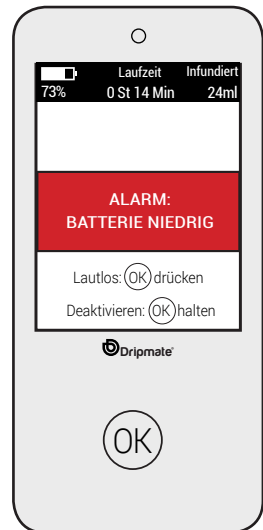 Laufzeit Infundiert
73% 0 St 14 Min 24ml
ALARM:
BATTERIE NIEDRIG
Lautlos: OK drücken
Deaktivieren: OK halten
Dripmate
OK